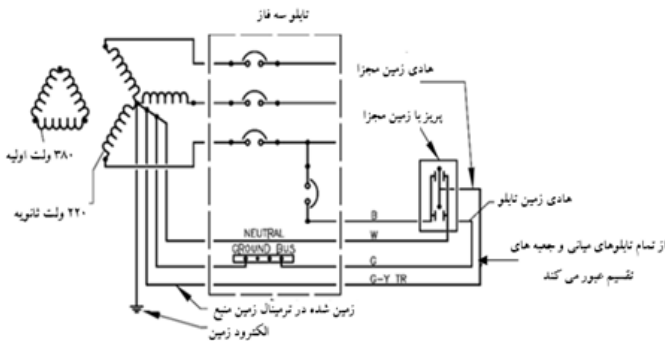 تابلو سه فاز
هادی زمین مجزا
پریز با زمین مجزا
۳۸۰ ولت اولیه
۲۲۰ ولت ثانویه
هادی زمین تابلو
B
NEUTRAL
W
GROUND BUS
G
G-Y TR
از تمام تابلوهای میانی و جعبه های
تقسیم عبور می کند
زمین شده در ترمینال زمین منبع
الکترود زمین